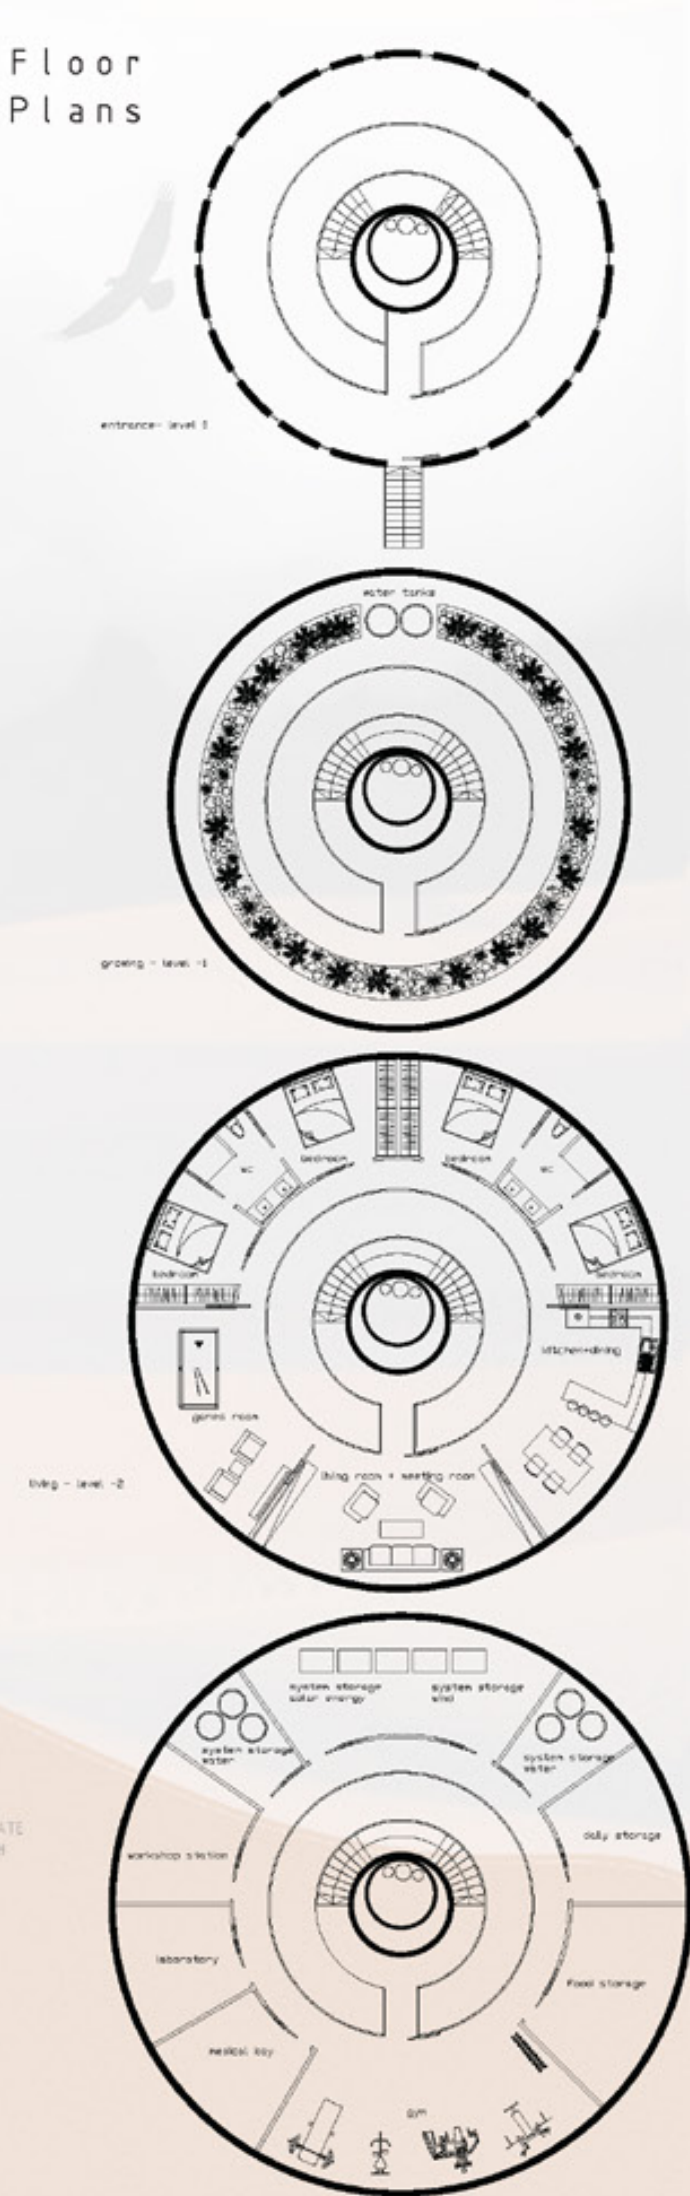 Floor
Plans
entrance- level 1
water tanks
growing - level -1
bedroom
bedroom
wc
wc
bedroom
bedroom
kitchen+dining
games room
living room + meeting room
living - level -2
system storage
solar energy
system storage
wind
system storage
water
system storage
water
daily storage
workshop station
laboratory
food storage
medical bay
gym